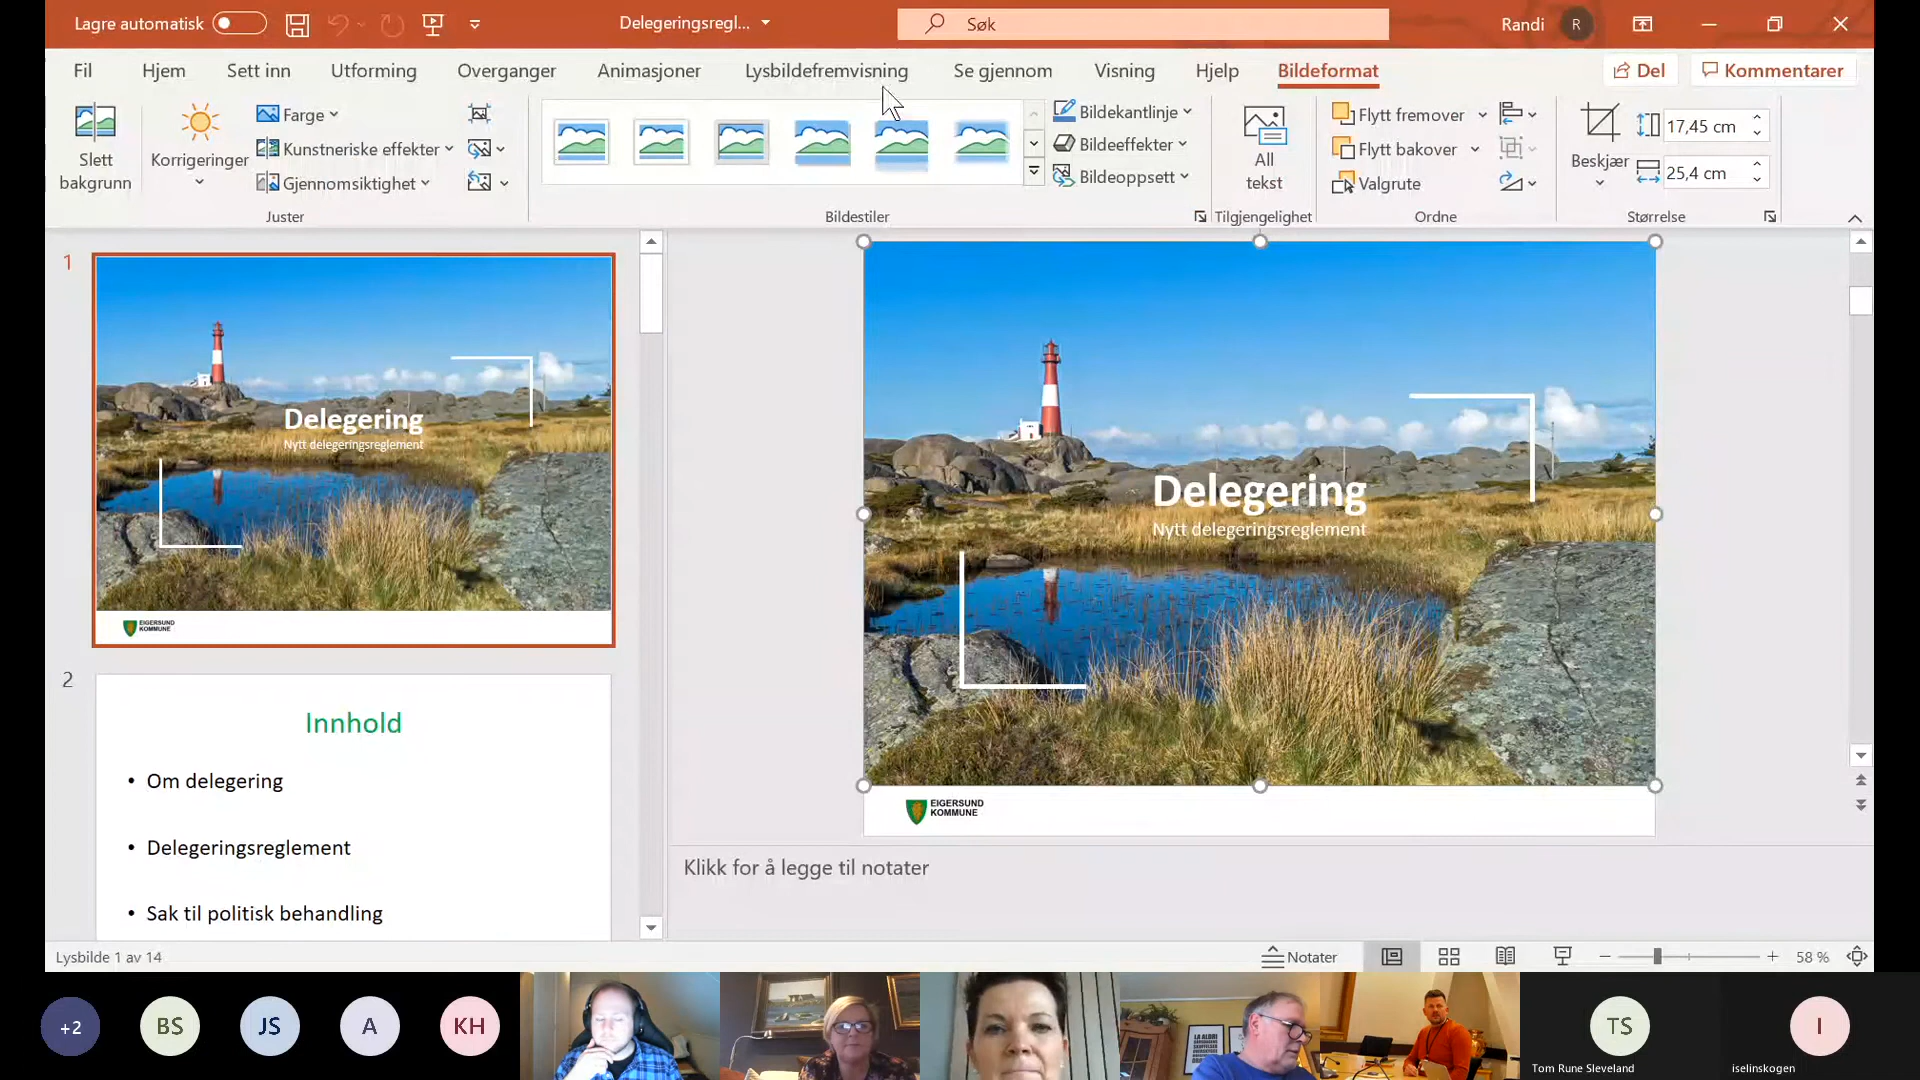 Lagre automatisk
Delegeringsregl...
Søk
Randi
R
Fil
Hjem
Sett inn
Utforming
Overganger
Animasjoner
Lysbildefremvisning
Se gjennom
Visning
Hjelp
Bildeformat
Del
Kommentarer
Slett bakgrunn
Korrigeringer
Farge
Kunstneriske effekter
Gjennomsiktighet
Juster
Bildestiler
Bildekantlinje
Bildeeffekter
Bildeoppsett
All tekst
Tilgjengelighet
Flytt fremover
Flytt bakover
Valgrute
Ordne
Beskjær
17,45 cm
25,4 cm
Størrelse
1
Delegering
Nytt delegeringsreglement
EIGERSUND
KOMMUNE
2
Innhold
• Om delegering
• Delegeringsreglement
• Sak til politisk behandling
Delegering
Nytt delegeringsreglement
EIGERSUND
KOMMUNE
Klikk for å legge til notater
Lysbilde 1 av 14
Notater
58 %
+2
BS
JS
A
KH
TS
Tom Rune Sleveland
I
iselinskogen